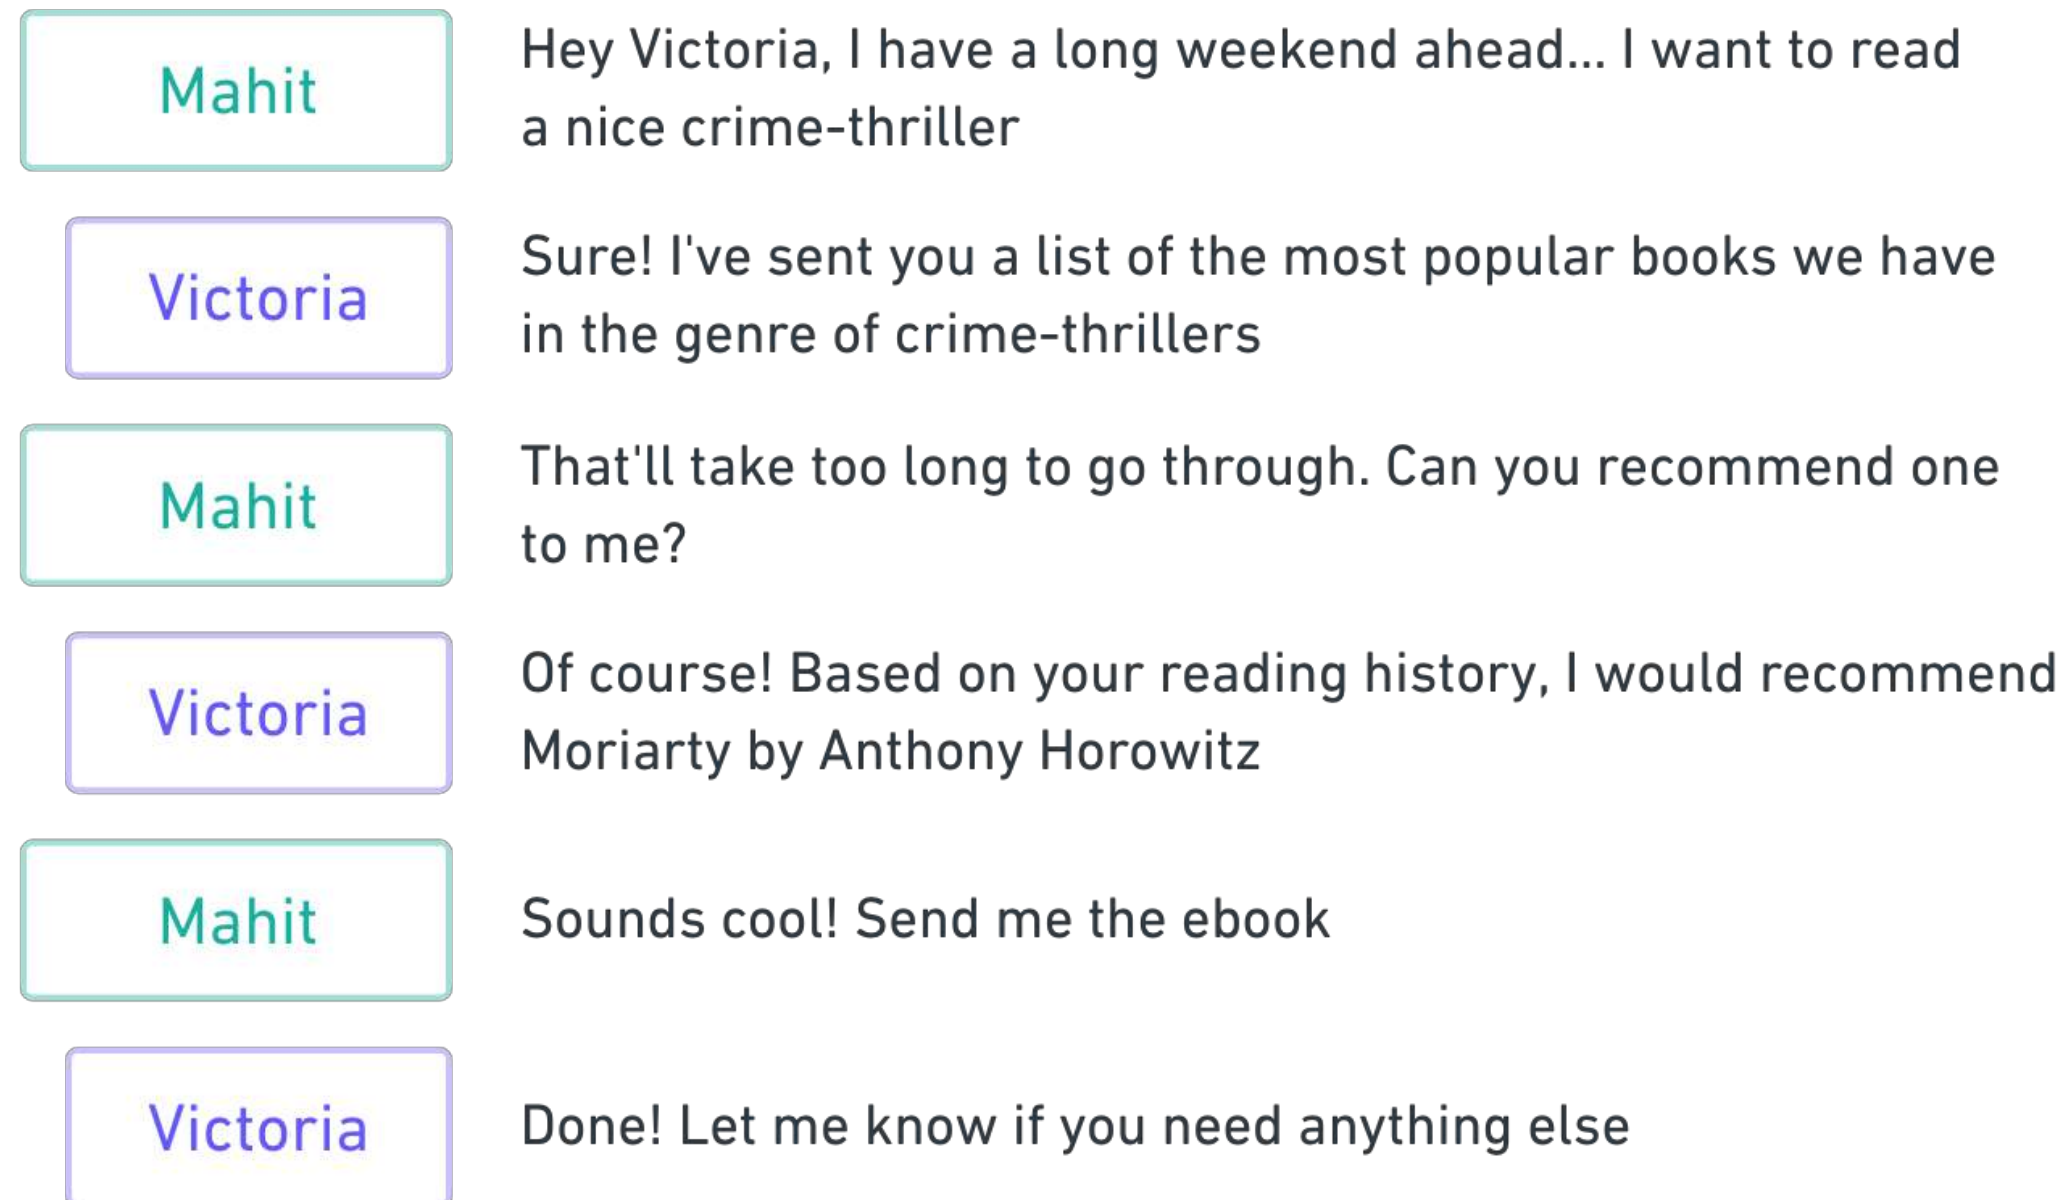 Mahit
Hey Victoria, I have a long weekend ahead... I want to read
a nice crime-thriller
Victoria
Sure! I've sent you a list of the most popular books we have
in the genre of crime-thrillers
Mahit
That'll take too long to go through. Can you recommend one
to me?
Victoria
Of course! Based on your reading history, I would recommend
Moriarty by Anthony Horowitz
Mahit
Sounds cool! Send me the ebook
Victoria
Done! Let me know if you need anything else